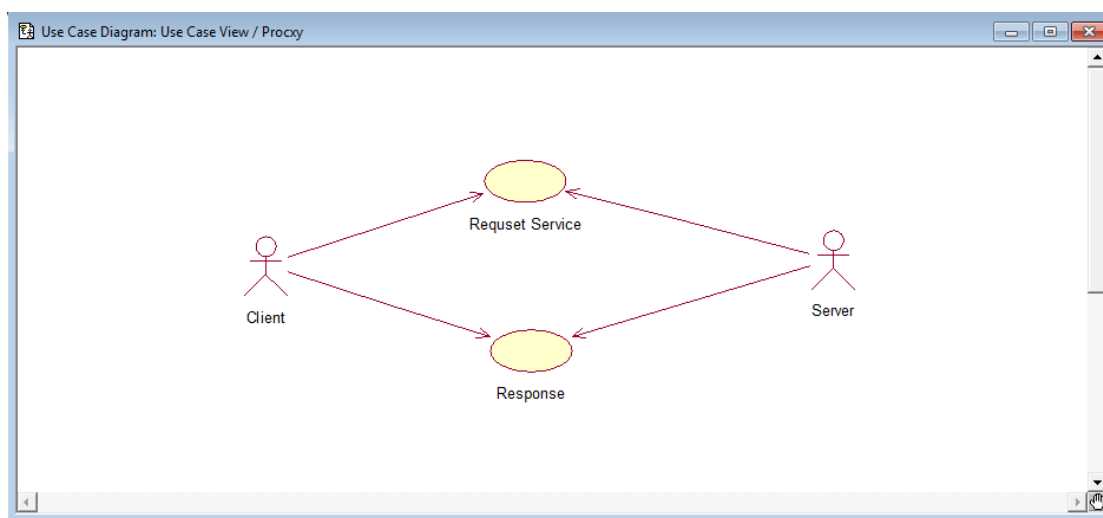 Use Case Diagram: Use Case View / Procxy
Requset Service
Client
Server
Response